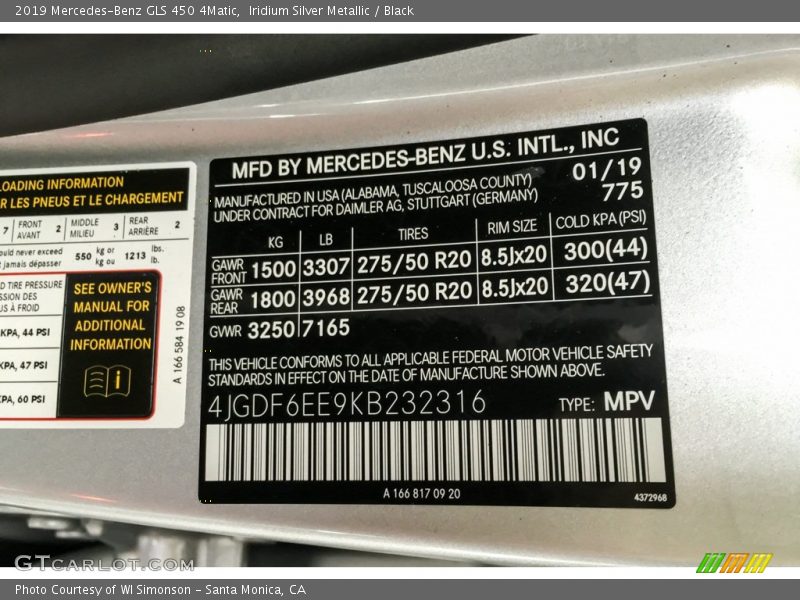 2019 Mercedes-Benz GLS 450 4Matic,  Iridium Silver Metallic / Black
LOADING INFORMATION
R LES PNEUS ET LE CHARGEMENT
7 FRONT AVANT 2 MIDDLE MILIEU 3 REAR ARRIÈRE 2
ould never exceed 550 kg or 1213 lbs.
t jamais dépasser kg ou lb.
D TIRE PRESSURE
SSION DES
US À FROID
KPA, 44 PSI
KPA, 47 PSI
KPA, 60 PSI
SEE OWNER'S
MANUAL FOR
ADDITIONAL
INFORMATION
A 166 584 19 08
MFD BY MERCEDES-BENZ U.S. INTL., INC
MANUFACTURED IN USA (ALABAMA, TUSCALOOSA COUNTY) 01/19
UNDER CONTRACT FOR DAIMLER AG, STUTTGART (GERMANY) 775
KG LB TIRES RIM SIZE COLD KPA (PSI)
GAWR FRONT 1500 3307 275/50 R20 8.5Jx20 300(44)
GAWR REAR 1800 3968 275/50 R20 8.5Jx20 320(47)
GVWR 3250 7165
THIS VEHICLE CONFORMS TO ALL APPLICABLE FEDERAL MOTOR VEHICLE SAFETY
STANDARDS IN EFFECT ON THE DATE OF MANUFACTURE SHOWN ABOVE.
4JGDF6EE9KB232316 TYPE: MPV
A 166 817 09 20
4372968
GTCARLOT.COM
Photo Courtesy of WI Simonson - Santa Monica, CA